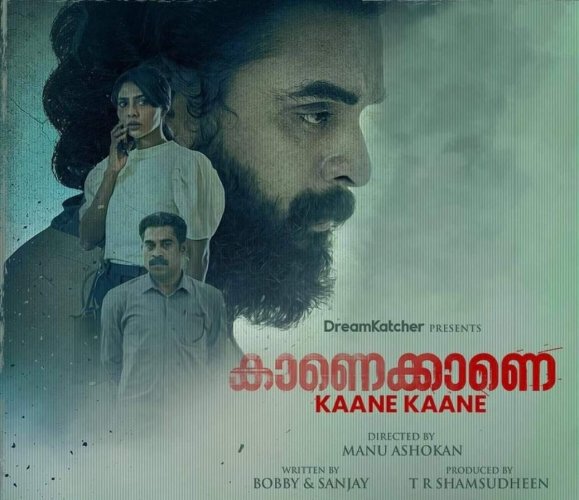 DreamKatcher PRESENTS
കാണെക്കാണെ
KAANE KAANE
DIRECTED BY
MANU ASHOKAN
WRITTEN BY
BOBBY & SANJAY
PRODUCED BY
T R SHAMSUDHEEN